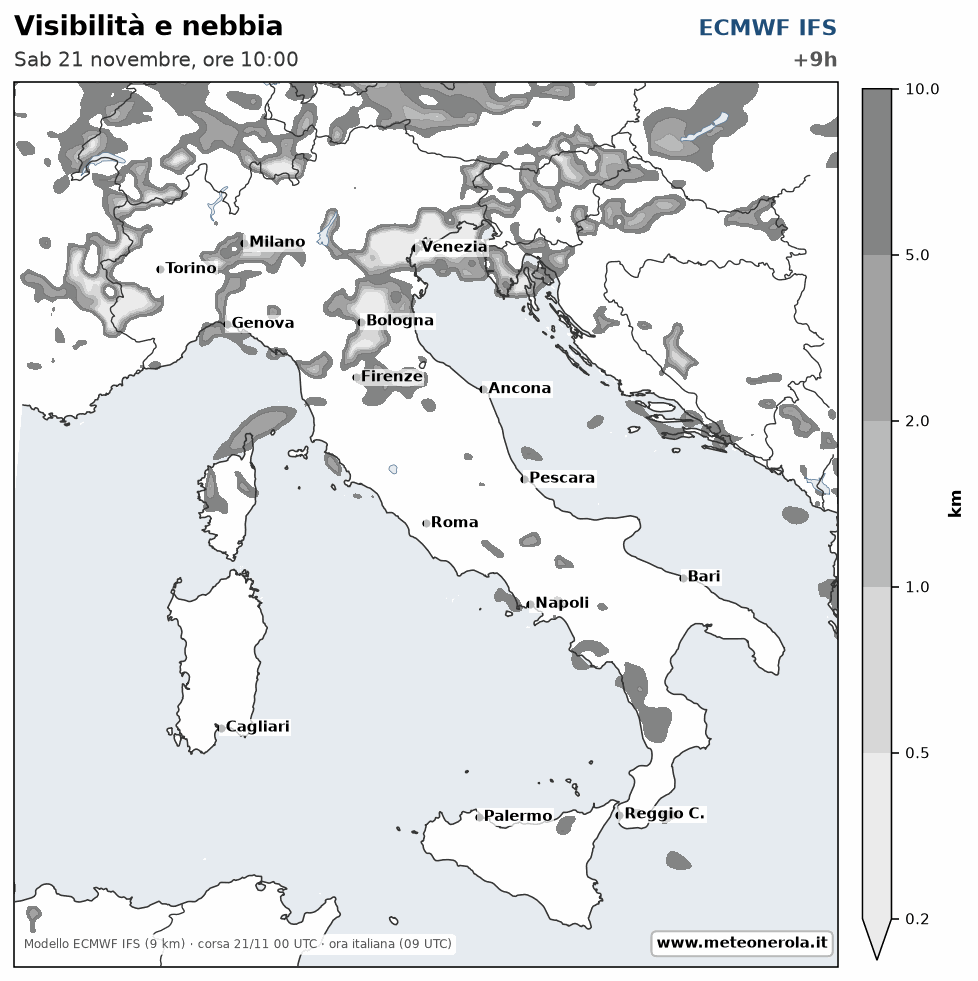 Visibilità e nebbia
ECMWF IFS
Sab 21 novembre, ore 10:00
+9h
10.0
5.0
2.0
1.0
0.5
0.2
km
Milano
Venezia
Torino
Genova
Bologna
Firenze
Ancona
Pescara
Roma
Bari
Napoli
Cagliari
Palermo
Reggio C.
Modello ECMWF IFS (9 km) · corsa 21/11 00 UTC · ora italiana (09 UTC)
www.meteonerola.it